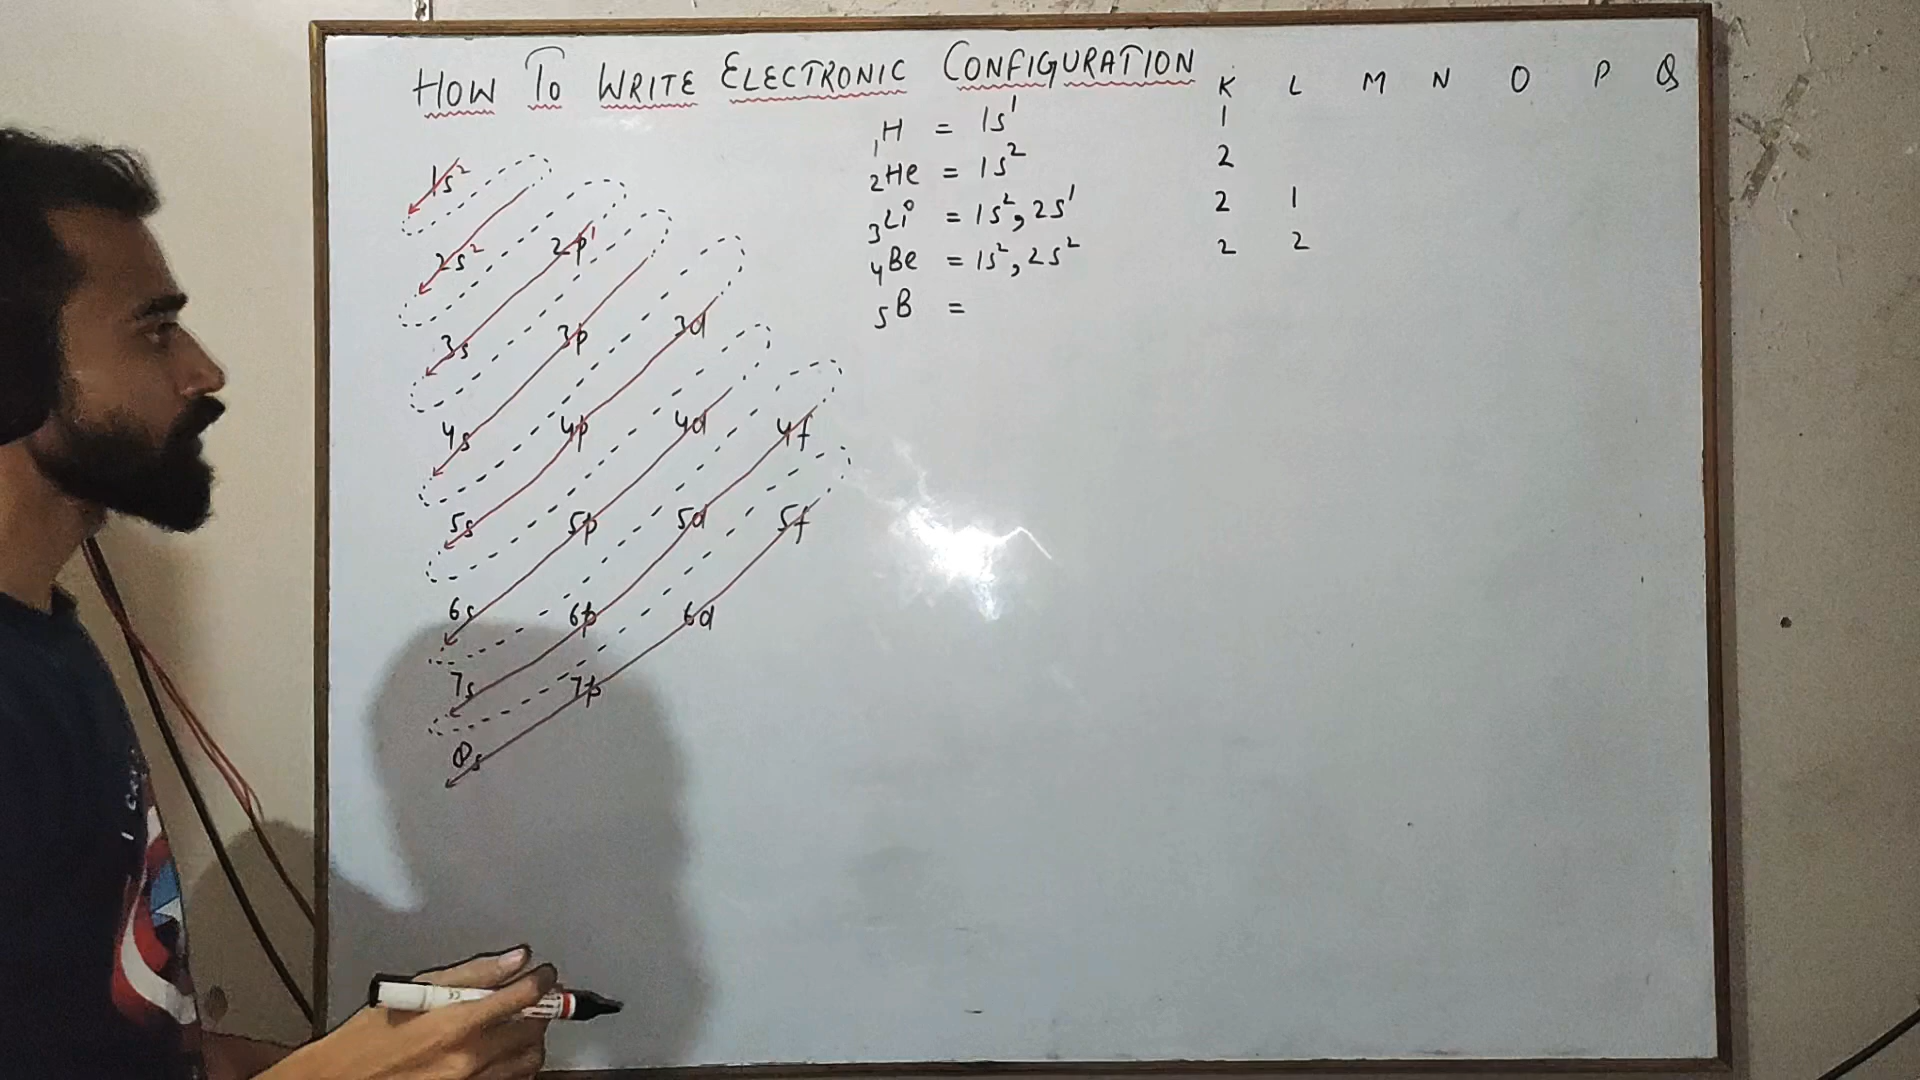 HOW TO WRITE ELECTRONIC CONFIGURATION
K L M N O P Q
₁H = 1s¹ 1
₂He = 1s² 2
₃Li = 1s², 2s¹ 2 1
₄Be = 1s², 2s² 2 2
₅B =
1s²
2s² 2p¹
3s 3p 3d
4s 4p 4d 4f
5s 5p 5d 5f
6s 6p 6d
7s 7p
8s